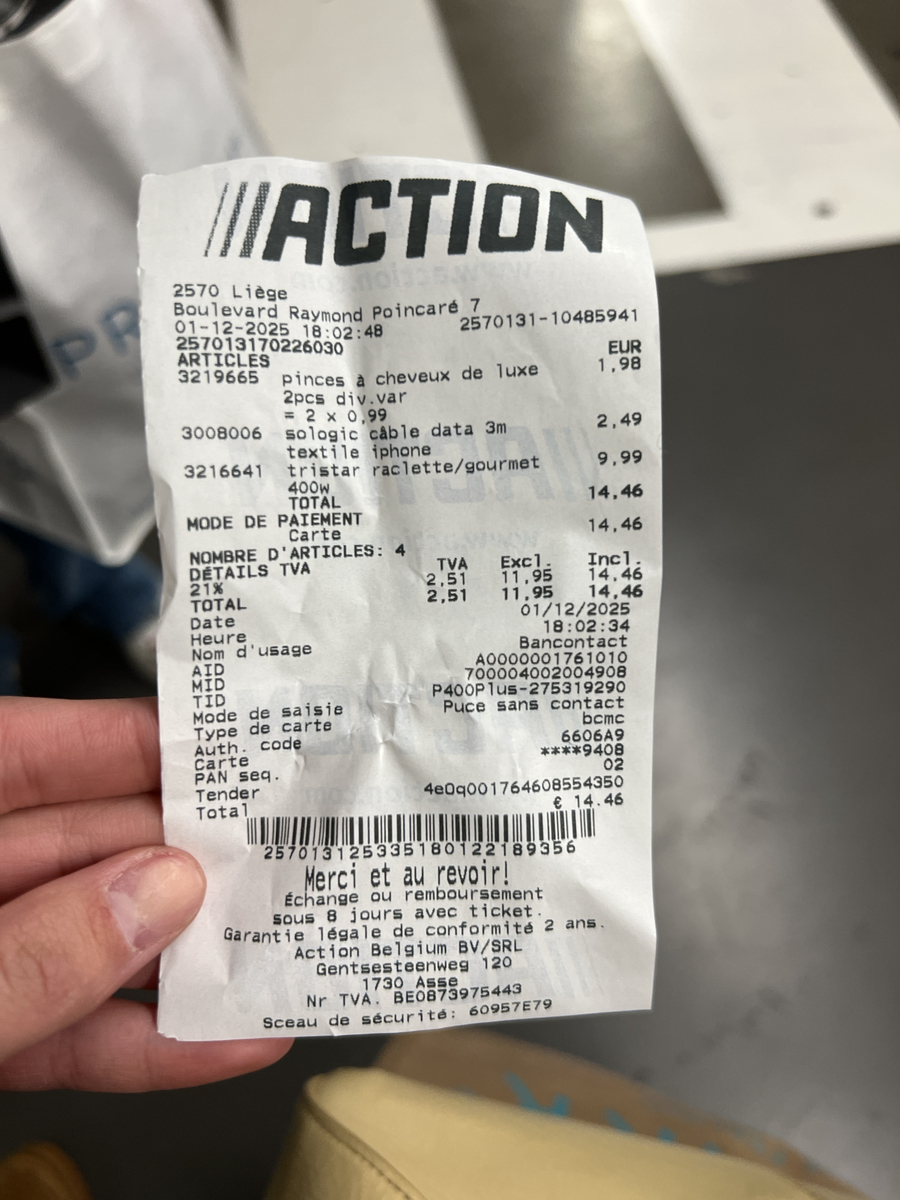 ACTION
2570 Liège
Boulevard Raymond Poincaré 7
01-12-2025 18:02:48 2570131-10485941
257013170226030
ARTICLES EUR
3219665 pinces à cheveux de luxe 1,98
2pcs div.var
= 2 x 0,99
3008006 sologic câble data 3m 2,49
textile iphone
3216641 tristar raclette/gourmet 9,99
400w
TOTAL 14,46
MODE DE PAIEMENT
Carte 14,46
NOMBRE D'ARTICLES: 4
DÉTAILS TVA TVA Excl. Incl.
21% 2,51 11,95 14,46
TOTAL 2,51 11,95 14,46
Date 01/12/2025
Heure 18:02:34
Nom d'usage Bancontact
AID A0000001761010
MID 700004002004908
TID P400Plus-275319290
Mode de saisie Puce sans contact
Type de carte bcmc
Auth. code 6606A9
Carte ****9408
PAN seq. 02
Tender 4e0q001764608554350
Total € 14.46
257013125335180122189356
Merci et au revoir!
Échange ou remboursement
sous 8 jours avec ticket.
Garantie légale de conformité 2 ans.
Action Belgium BV/SRL
Gentsesteenweg 120
1730 Asse
Nr TVA. BE0873975443
Sceau de sécurité: 60957E79